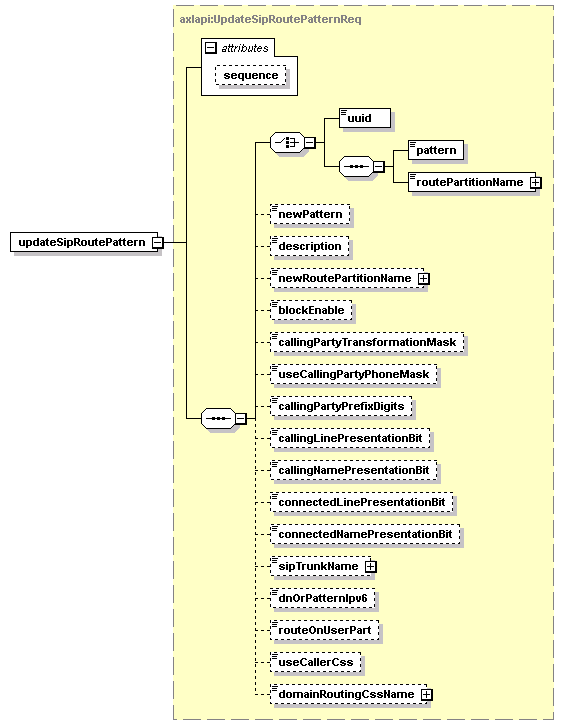 axlapi:UpdateSipRoutePatternReq
attributes
sequence
uuid
pattern
routePartitionName
newPattern
updateSipRoutePattern
description
newRoutePartitionName
blockEnable
callingPartyTransformationMask
useCallingPartyPhoneMask
callingPartyPrefixDigits
callingLinePresentationBit
callingNamePresentationBit
connectedLinePresentationBit
connectedNamePresentationBit
sipTrunkName
dnOrPatternIpv6
routeOnUserPart
useCallerCss
domainRoutingCssName